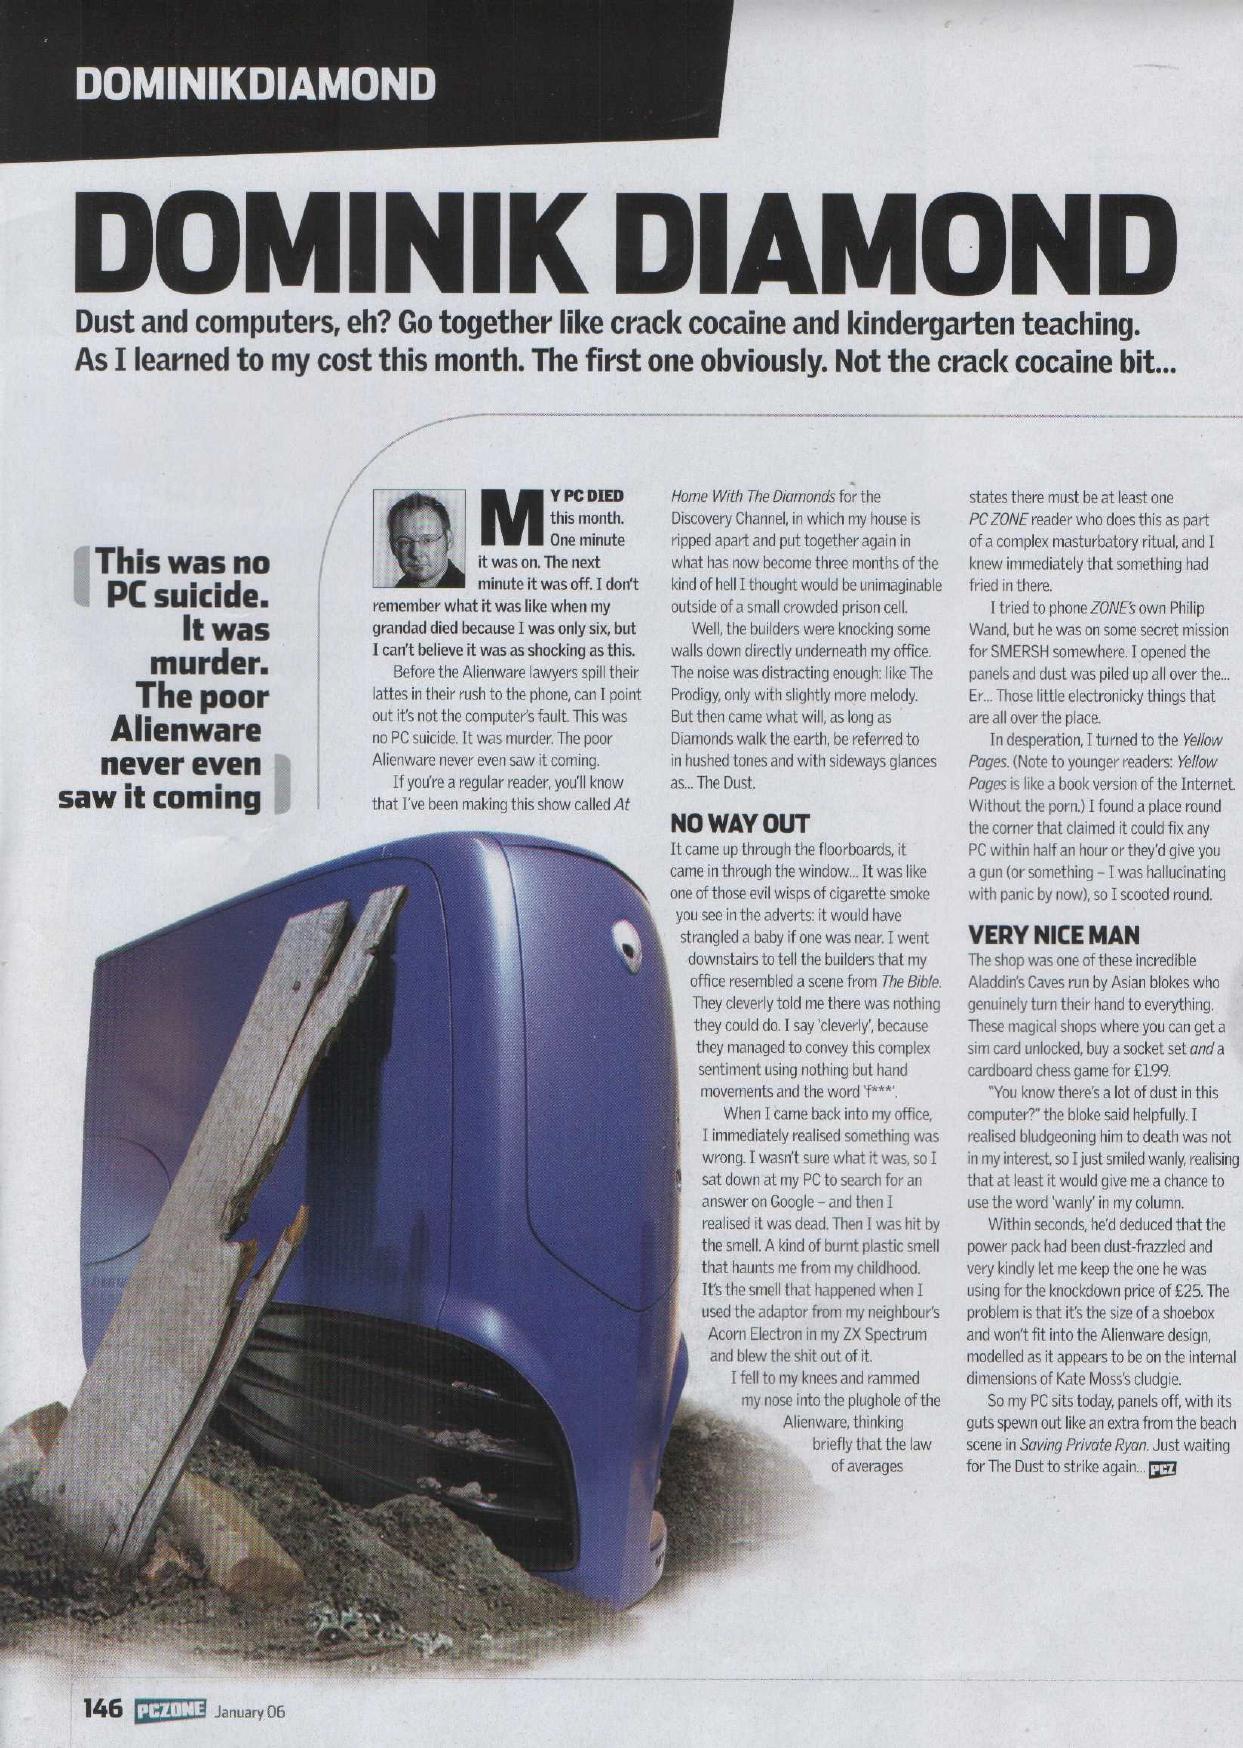 DOMINIKDIAMOND
DOMINIK DIAMOND
Dust and computers, eh? Go together like crack cocaine and kindergarten teaching.
As I learned to my cost this month. The first one obviously. Not the crack cocaine bit...
This was no
PC suicide.
It was
murder.
The poor
Alienware
never even
saw it coming
MY PC DIED
this month.
One minute
it was on. The next
minute it was off. I don't
remember what it was like when my
grandad died because I was only six, but
I can't believe it was as shocking as this.
Before the Alienware lawyers spill their
lattes in their rush to the phone, can I point
out it's not the computer's fault. This was
no PC suicide. It was murder. The poor
Alienware never even saw it coming.
If you're a regular reader, you'll know
that I've been making this show called At
Home With The Diamonds for the
Discovery Channel, in which my house is
ripped apart and put together again in
what has now become three months of the
kind of hell I thought would be unimaginable
outside of a small crowded prison cell.
Well, the builders were knocking some
walls down directly underneath my office.
The noise was distracting enough: like The
Prodigy, only with slightly more melody.
But then came what will, as long as
Diamonds walk the earth, be referred to
in hushed tones and with sideways glances
as... The Dust.
NO WAY OUT
It came up through the floorboards, it
came in through the window... It was like
one of those evil wisps of cigarette smoke
you see in the adverts: it would have
strangled a baby if one was near. I went
downstairs to tell the builders that my
office resembled a scene from The Bible.
They cleverly told me there was nothing
they could do. I say 'cleverly', because
they managed to convey this complex
sentiment using nothing but hand
movements and the word 'f***'.
When I came back into my office,
I immediately realised something was
wrong. I wasn't sure what it was, so I
sat down at my PC to search for an
answer on Google – and then I
realised it was dead. Then I was hit by
the smell. A kind of burnt plastic smell
that haunts me from my childhood.
It's the smell that happened when I
used the adaptor from my neighbour's
Acorn Electron in my ZX Spectrum
and blew the shit out of it.
I fell to my knees and rammed
my nose into the plughole of the
Alienware, thinking
briefly that the law
of averages
states there must be at least one
PC ZONE reader who does this as part
of a complex masturbatory ritual, and I
knew immediately that something had
fried in there.
I tried to phone ZONE's own Philip
Wand, but he was on some secret mission
for SMERSH somewhere. I opened the
panels and dust was piled up all over the...
Er... Those little electronicky things that
are all over the place.
In desperation, I turned to the Yellow
Pages. (Note to younger readers: Yellow
Pages is like a book version of the Internet.
Without the porn.) I found a place round
the corner that claimed it could fix any
PC within half an hour or they'd give you
a gun (or something – I was hallucinating
with panic by now), so I scooted round.
VERY NICE MAN
The shop was one of these incredible
Aladdin's Caves run by Asian blokes who
genuinely turn their hand to everything.
These magical shops where you can get a
sim card unlocked, buy a socket set and a
cardboard chess game for £1.99.
"You know there's a lot of dust in this
computer?" the bloke said helpfully. I
realised bludgeoning him to death was not
in my interest, so I just smiled wanly, realising
that at least it would give me a chance to
use the word 'wanly' in my column.
Within seconds, he'd deduced that the
power pack had been dust-frazzled and
very kindly let me keep the one he was
using for the knockdown price of £25. The
problem is that it's the size of a shoebox
and won't fit into the Alienware design,
modelled as it appears to be on the internal
dimensions of Kate Moss's cludgie.
So my PC sits today, panels off, with its
guts spewn out like an extra from the beach
scene in Saving Private Ryan. Just waiting
for The Dust to strike again... PCZ
146 PCZONE January 06